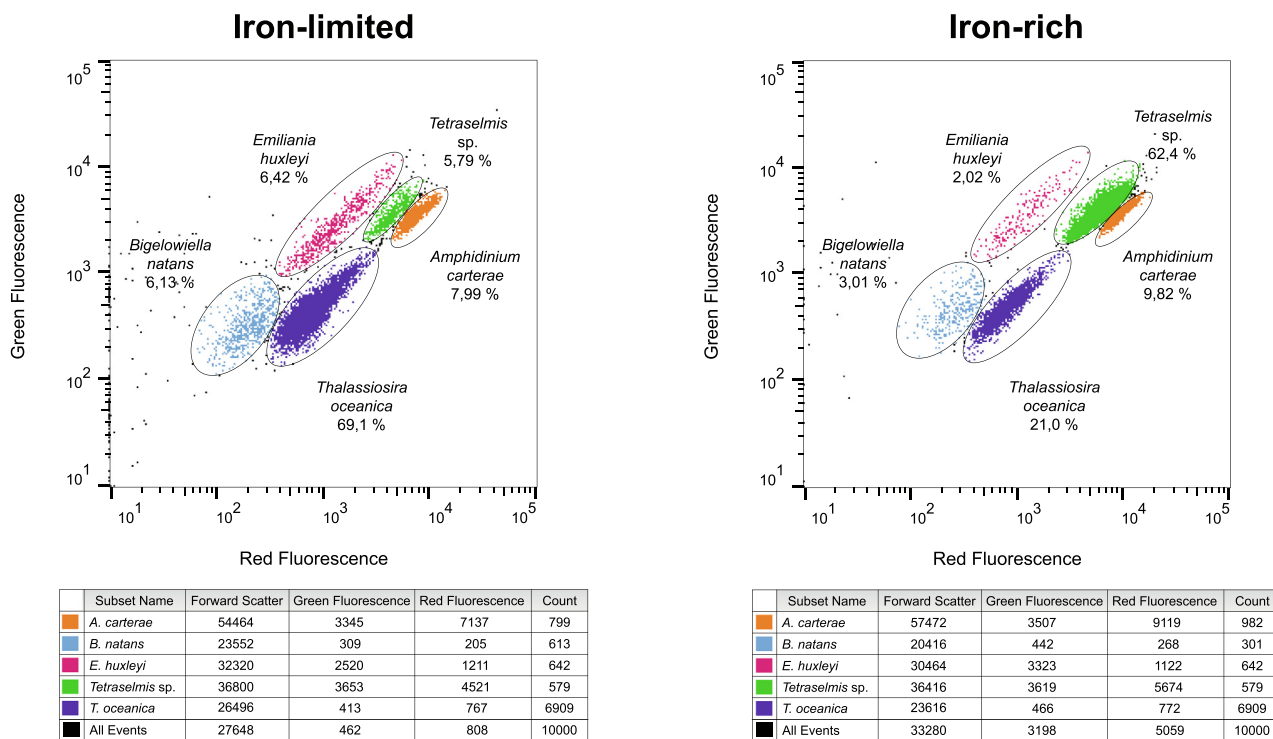 Iron-limited
10^5
10^4
10^3
10^2
10^1
Green Fluorescence
Emiliania
huxleyi
6,42 %
Tetraselmis
sp.
5,79 %
Bigelowiella
natans
6,13 %
Amphidinium
carterae
7,99 %
Thalassiosira
oceanica
69,1 %
10^1 10^2 10^3 10^4 10^5
Red Fluorescence
Subset Name Forward Scatter Green Fluorescence Red Fluorescence Count
A. carterae 54464 3345 7137 799
B. natans 23552 309 205 613
E. huxleyi 32320 2520 1211 642
Tetraselmis sp. 36800 3653 4521 579
T. oceanica 26496 413 767 6909
All Events 27648 462 808 10000
Iron-rich
10^5
10^4
10^3
10^2
10^1
Green Fluorescence
Emiliania
huxleyi
2,02 %
Tetraselmis
sp.
62,4 %
Bigelowiella
natans
3,01 %
Amphidinium
carterae
9,82 %
Thalassiosira
oceanica
21,0 %
10^1 10^2 10^3 10^4 10^5
Red Fluorescence
Subset Name Forward Scatter Green Fluorescence Red Fluorescence Count
A. carterae 57472 3507 9119 982
B. natans 20416 442 268 301
E. huxleyi 30464 3323 1122 642
Tetraselmis sp. 36416 3619 5674 579
T. oceanica 23616 466 772 6909
All Events 33280 3198 5059 10000